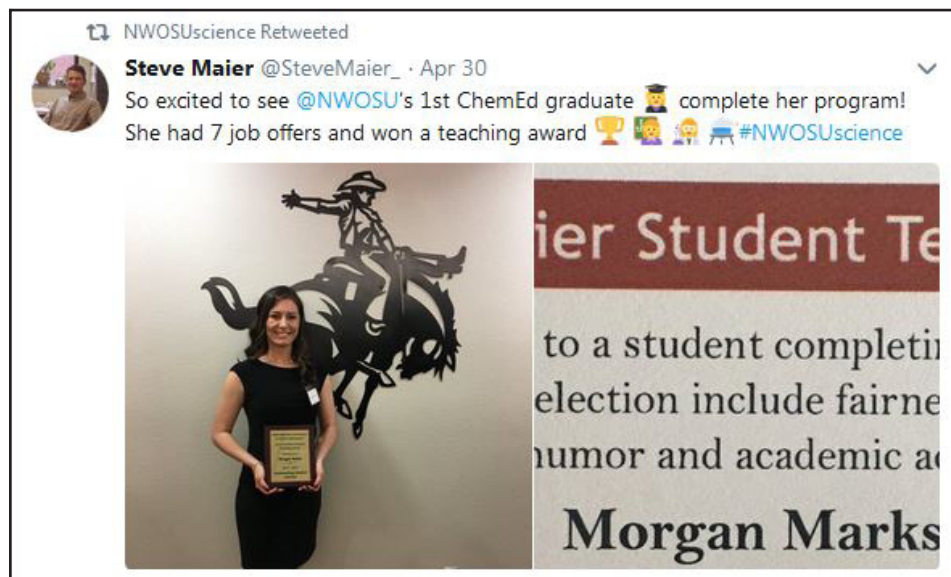 NWOSUscience Retweeted
Steve Maier @SteveMaier_ · Apr 30
So excited to see @NWOSU's 1st ChemEd graduate 👩‍🎓 complete her program!
She had 7 job offers and won a teaching award 🏆 👩‍🏫 👩‍🔬 #NWOSUscience
ier Student Te
to a student completin
election include fairne
humor and academic a
Morgan Marks